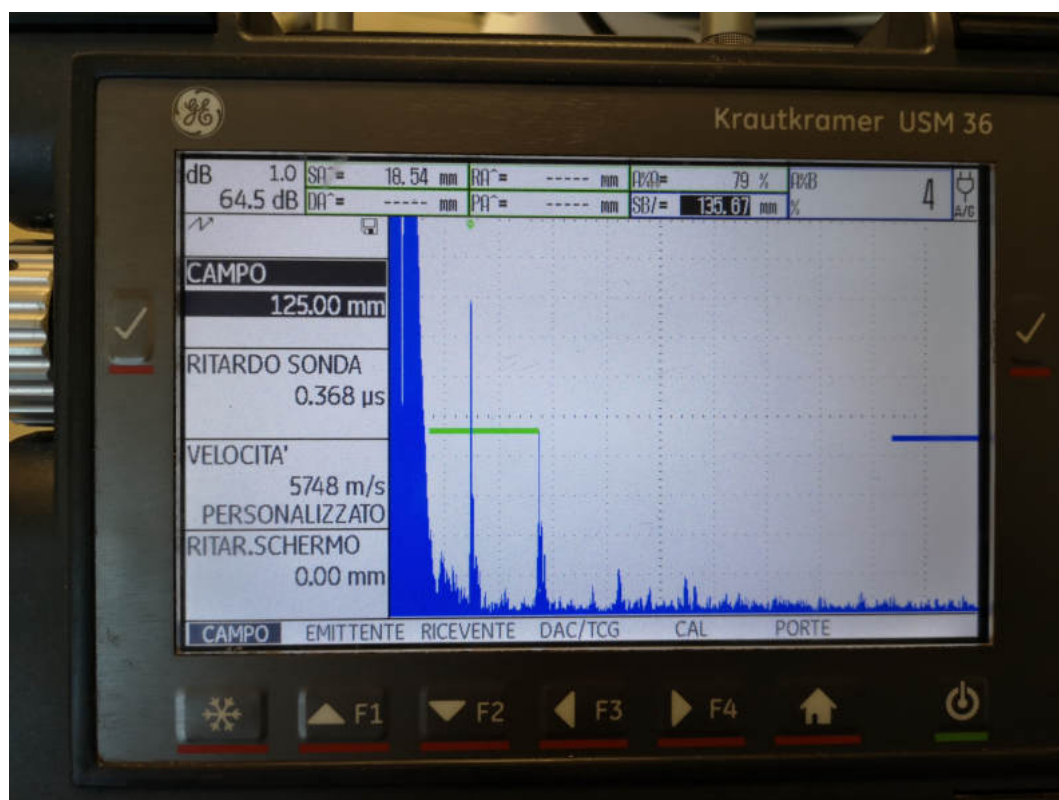 GE
Krautkramer USM 36
dB 1.0 SA^= 18.54 mm RA^= ----- mm A%A= 79 % A%B
64.5 dB DA^= ----- mm PA^= ----- mm SB/= 135.67 mm % 4 A/C
CAMPO
125.00 mm
RITARDO SONDA
0.368 µs
VELOCITA'
5748 m/s
PERSONALIZZATO
RITAR.SCHERMO
0.00 mm
CAMPO EMITTENTE RICEVENTE DAC/TCG CAL PORTE
F1 F2 F3 F4